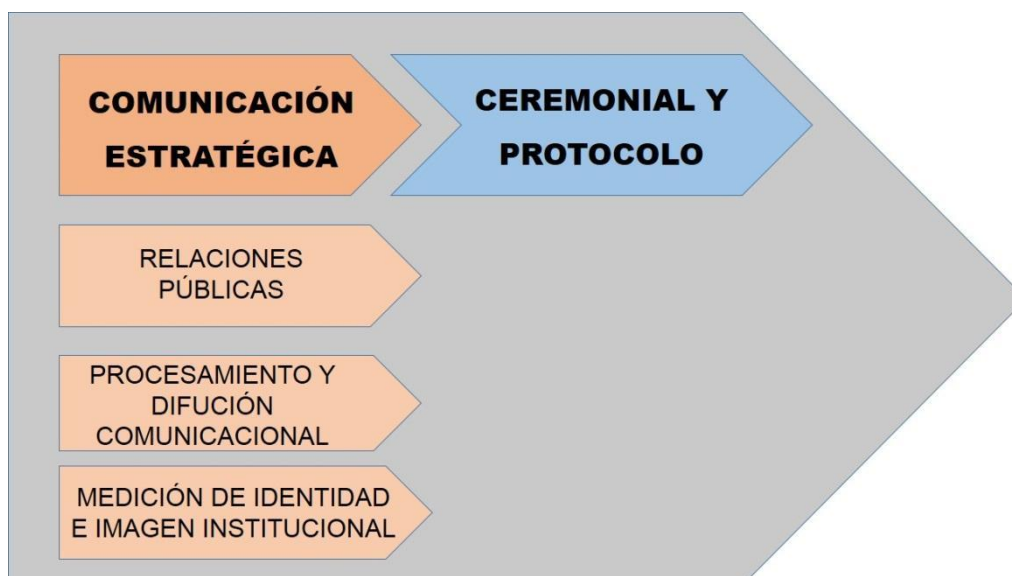 COMUNICACIÓN
ESTRATÉGICA
CEREMONIAL Y
PROTOCOLO
RELACIONES
PÚBLICAS
PROCESAMIENTO Y
DIFUCIÓN
COMUNICACIONAL
MEDICIÓN DE IDENTIDAD
E IMAGEN INSTITUCIONAL